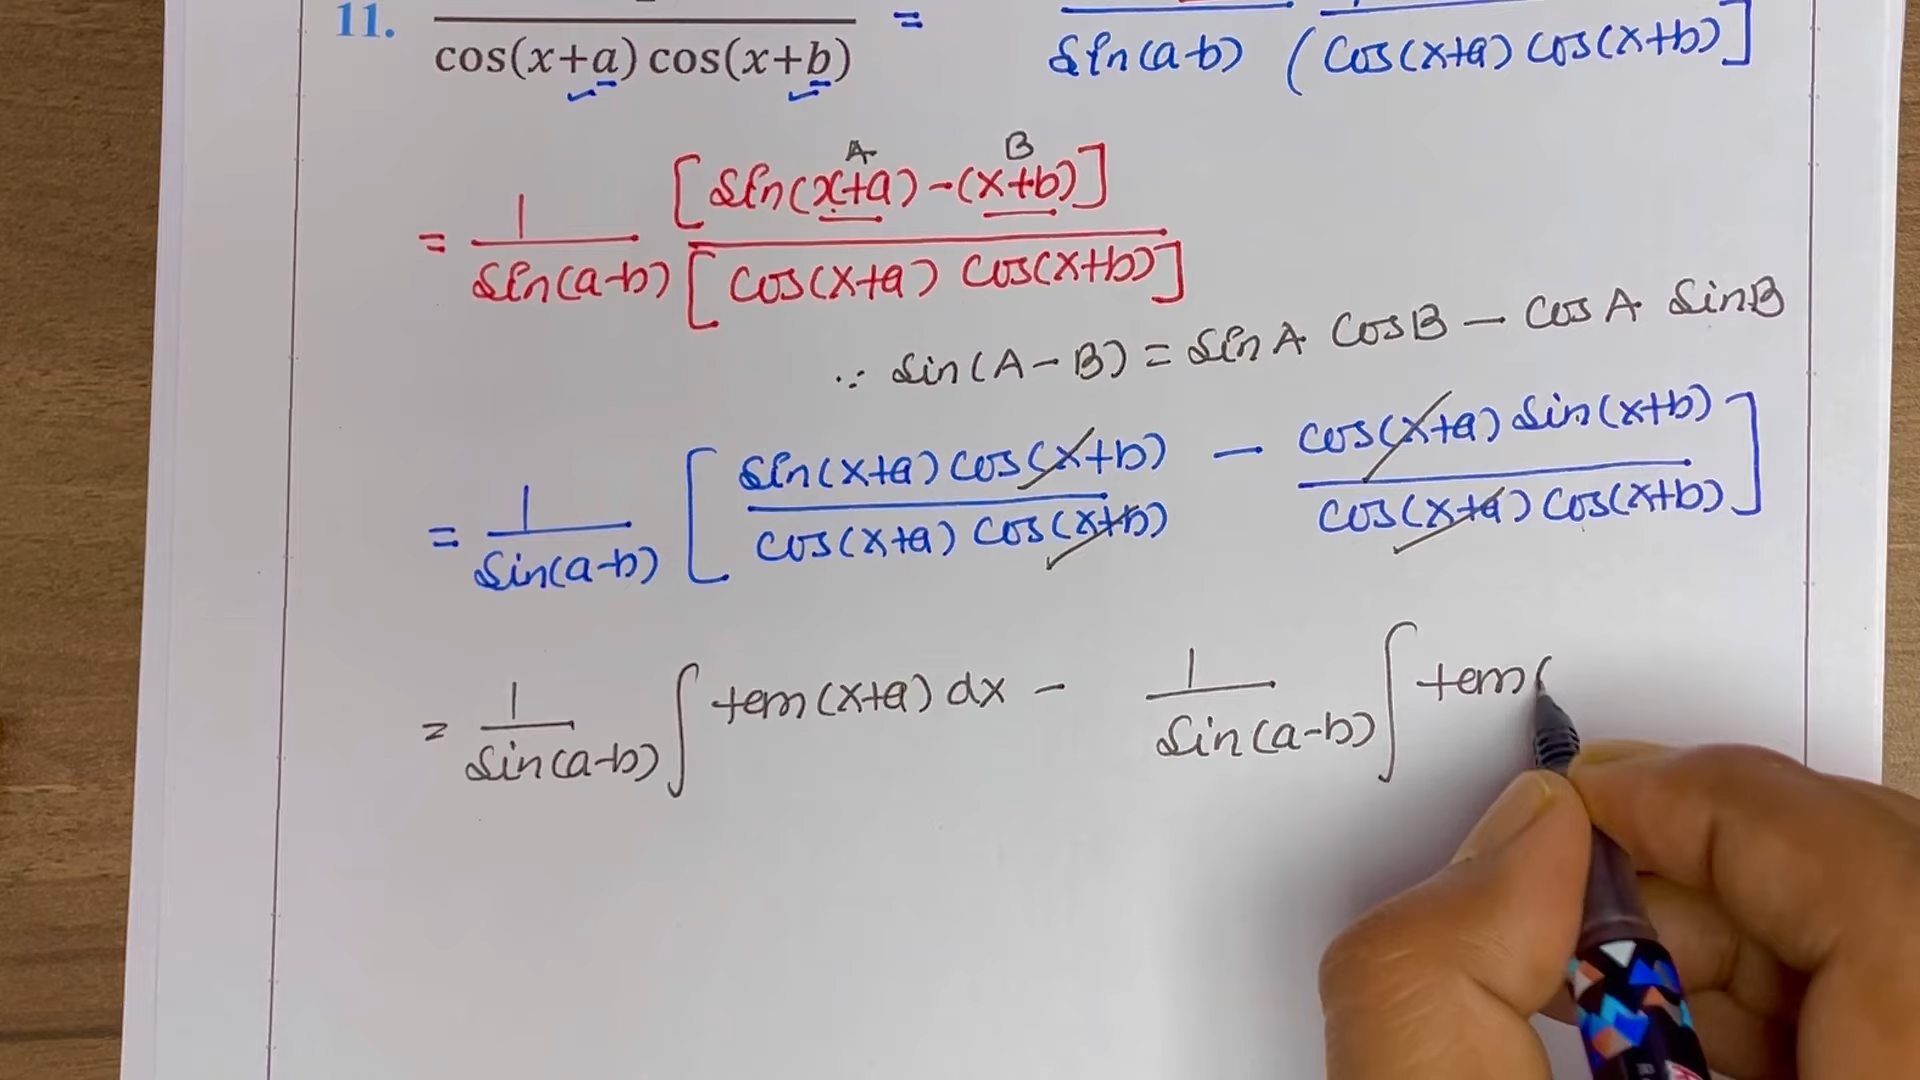 11. cos(x+a) cos(x+b) = sin(a-b) (cos(x+a) cos(x+b)]
A B
= 1/sin(a-b) [sin(x+a)-(x+b)]/[cos(x+a) cos(x+b)]
∵ sin(A-B) = sin A cos B - cos A sin B
= 1/sin(a-b) [sin(x+a) cos(x+b)/cos(x+a) cos(x+b) - cos(x+a) sin(x+b)/cos(x+a) cos(x+b)]
= 1/sin(a-b) ∫ tan(x+a) dx - 1/sin(a-b) ∫ tan(